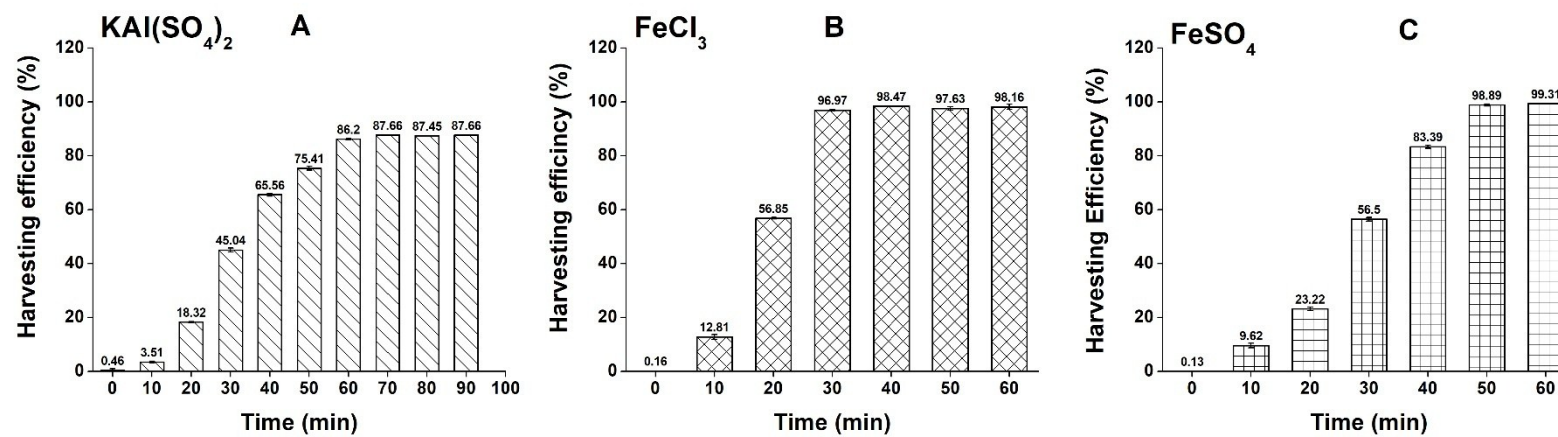 KAl(SO4)2 A
120
100
80
60
40
20
0
Harvesting efficiency (%)
0.46 3.51 18.32 45.04 65.56 75.41 86.2 87.66 87.45 87.66
0 10 20 30 40 50 60 70 80 90 100
Time (min)
FeCl3 B
120
100
80
60
40
20
0
Harvesting efficincy (%)
0.16 12.81 56.85 96.97 98.47 97.63 98.16
0 10 20 30 40 50 60
Time (min)
FeSO4 C
120
100
80
60
40
20
0
Harvesting Efficiency (%)
0.13 9.62 23.22 56.5 83.39 98.89 99.31
0 10 20 30 40 50 60
Time (min)